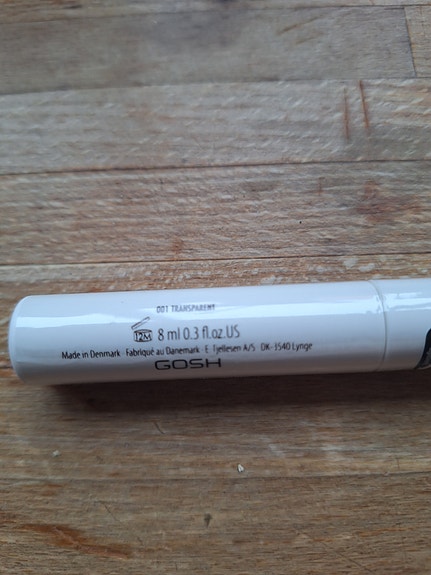 001 TRANSPARENT
12M 8 ml 0.3 fl.oz.US
Made in Denmark · Fabriqué au Danemark · E. Tjellesen A/S · DK-3540 Lynge
GOSH